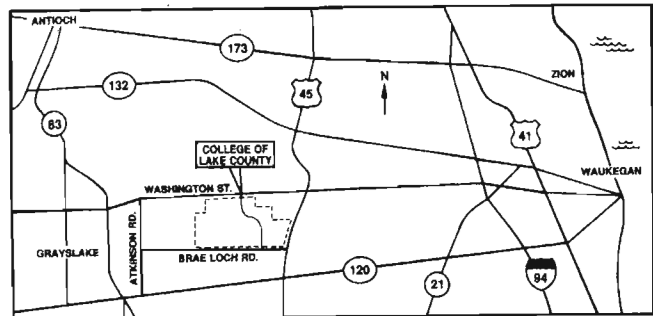 ANTIOCH
173
132
45
N
ZION
41
83
COLLEGE OF
LAKE COUNTY
WAUKEGAN
WASHINGTON ST.
GRAYSLAKE
ATKINSON RD.
BRAE LOCH RD.
120
21
94